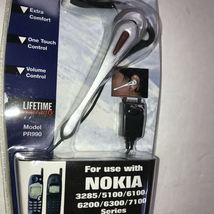 Extra
Comfort
One Touch
Control
Volume
Control
LIFETIME
Model
PR990
For use with
NOKIA
3285/5100/6100/
6200/6300/7100
Series